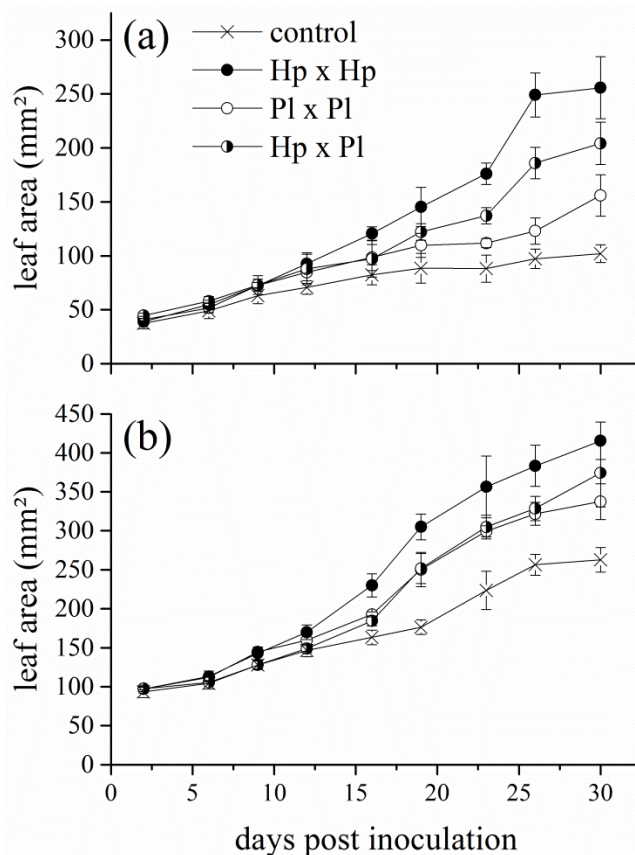 (a)
control
Hp x Hp
Pl x Pl
Hp x Pl
leaf area (mm²)
300
250
200
150
100
50
0
(b)
leaf area (mm²)
450
400
350
300
250
200
150
100
50
0
0 5 10 15 20 25 30
days post inoculation